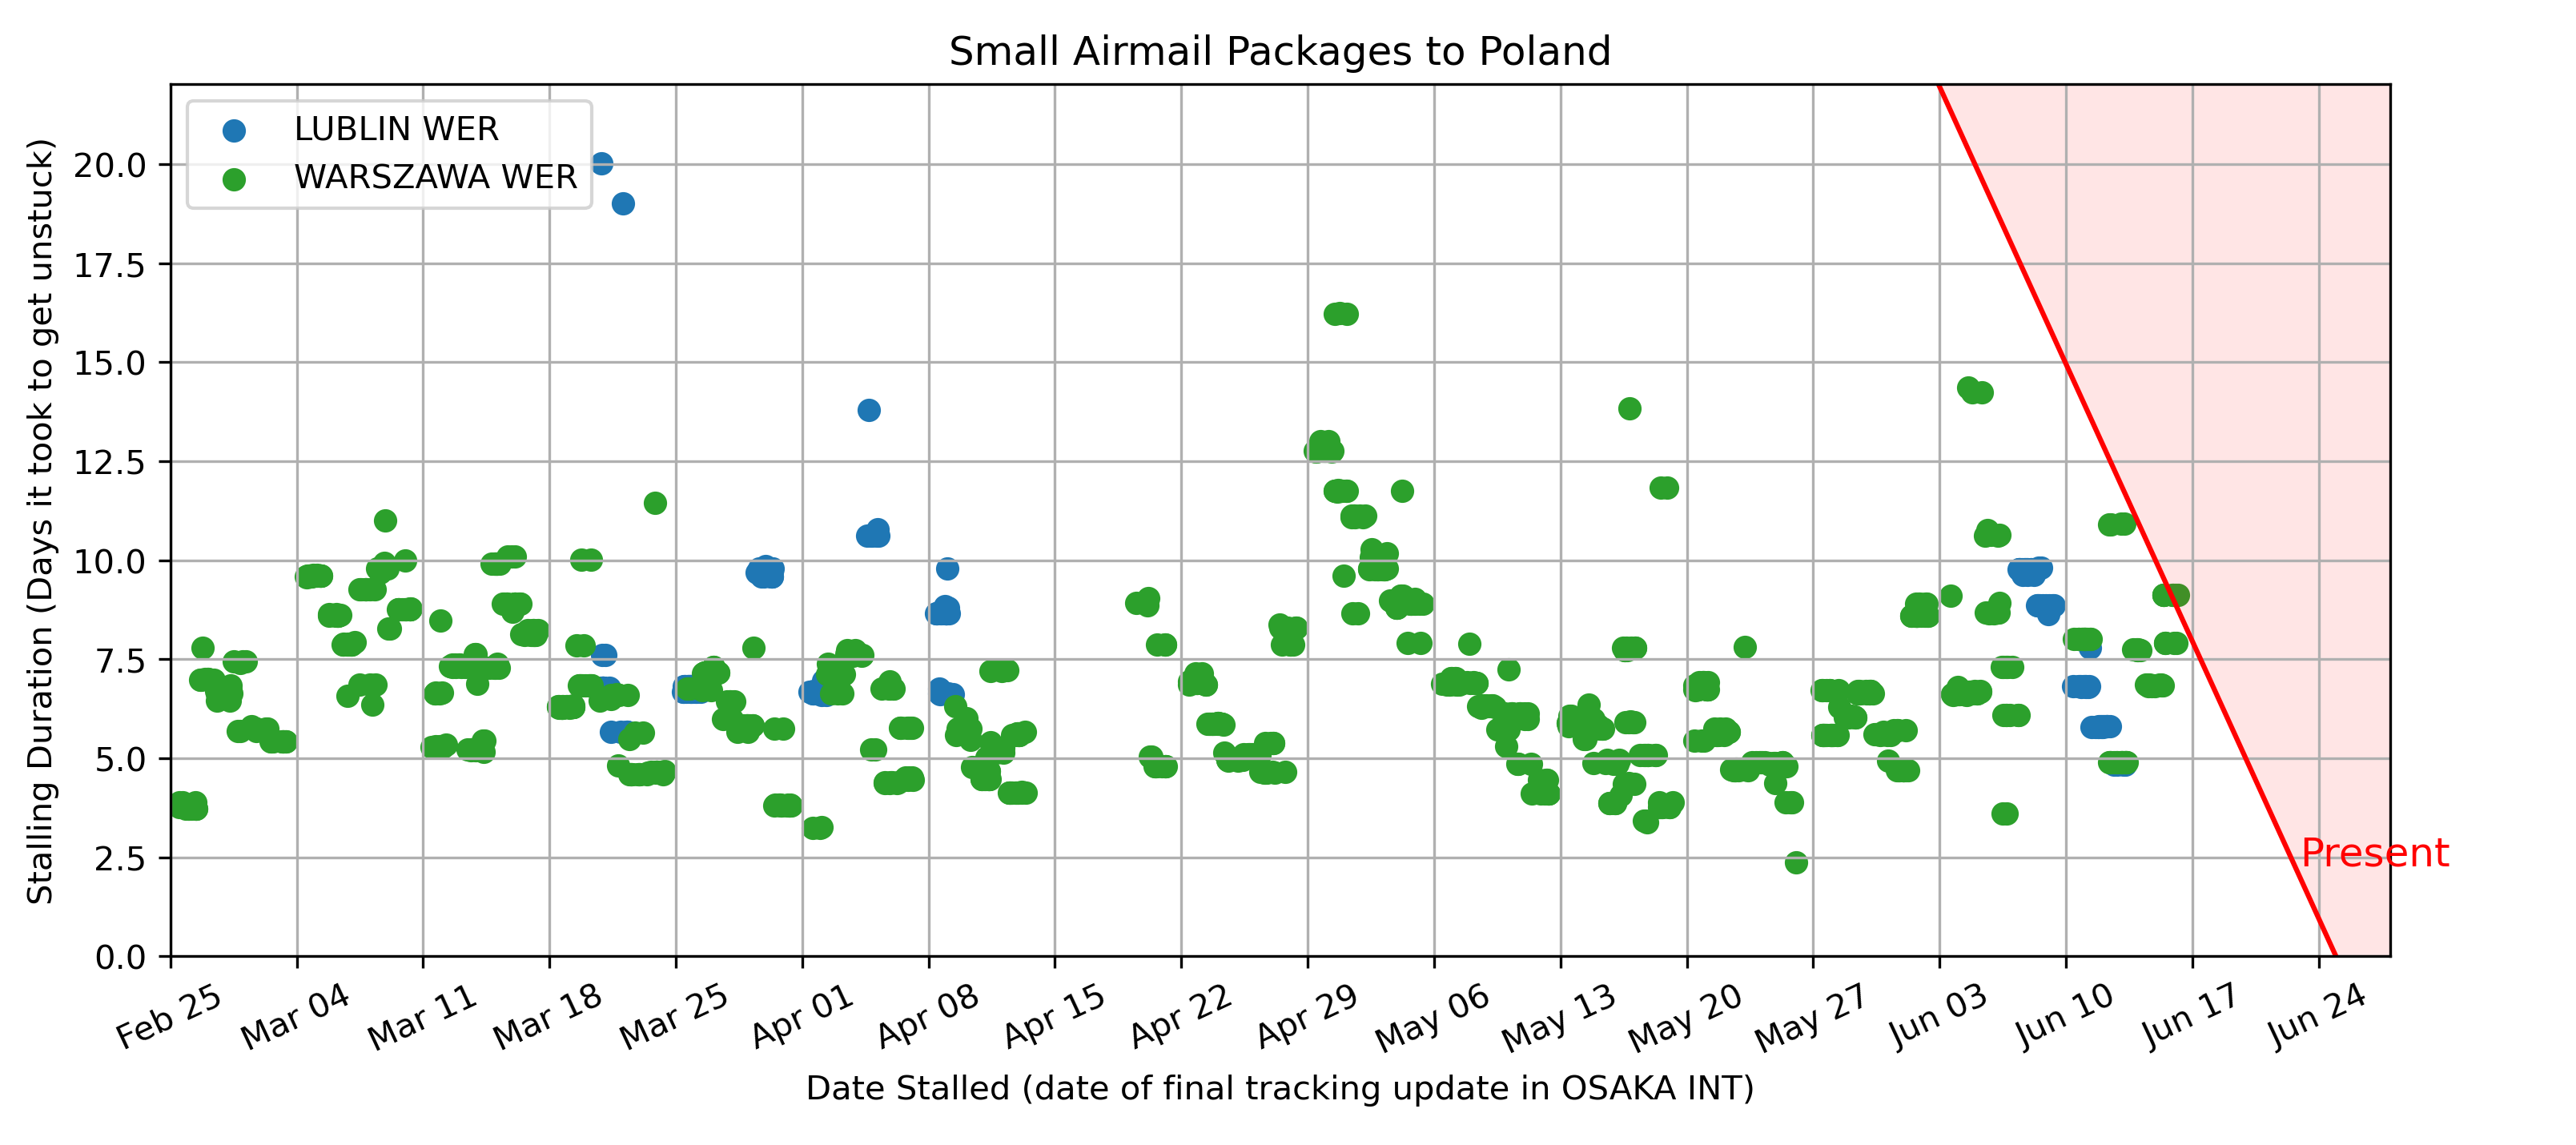 Small Airmail Packages to Poland
LUBLIN WER
WARSZAWA WER
Stalling Duration (Days it took to get unstuck)
20.0
17.5
15.0
12.5
10.0
7.5
5.0
2.5
0.0
Present
Feb 25 Mar 04 Mar 11 Mar 18 Mar 25 Apr 01 Apr 08 Apr 15 Apr 22 Apr 29 May 06 May 13 May 20 May 27 Jun 03 Jun 10 Jun 17 Jun 24
Date Stalled (date of final tracking update in OSAKA INT)